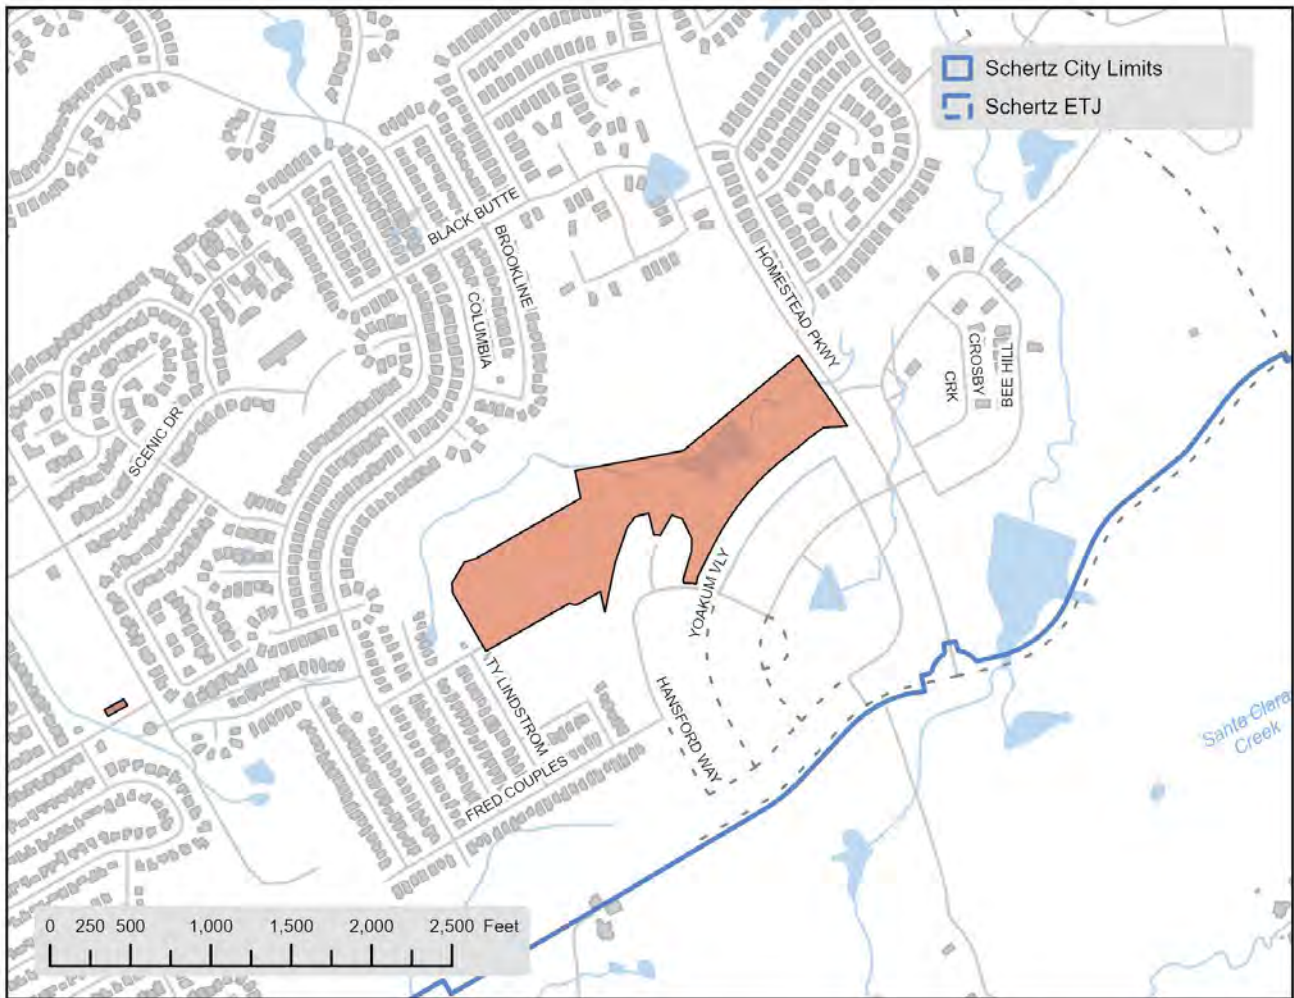 Schertz City Limits
Schertz ETJ
BLACK BUTTE
BROOKLINE
COLUMBIA
HOMESTEAD PKWY
CROSBY
CRK
BEE HILL
SCENIC DR
YOAKUM VLY
TY LINDSTROM
HANSFORD WAY
FRED COUPLES
Santa Clara
Creek
0 250 500 1,000 1,500 2,000 2,500 Feet